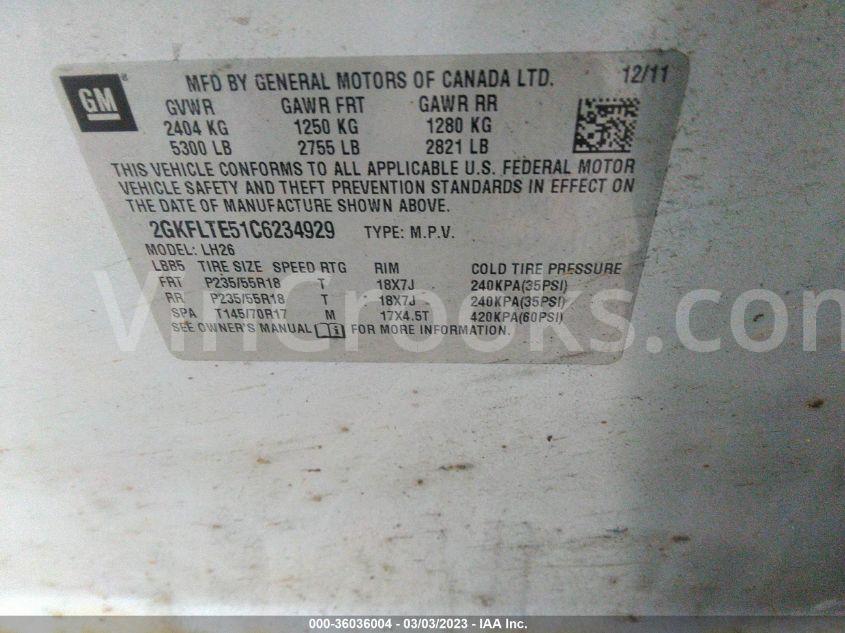 GM
MFD BY GENERAL MOTORS OF CANADA LTD. 12/11
GVWR GAWR FRT GAWR RR
2404 KG 1250 KG 1280 KG
5300 LB 2755 LB 2821 LB
THIS VEHICLE CONFORMS TO ALL APPLICABLE U.S. FEDERAL MOTOR
VEHICLE SAFETY AND THEFT PREVENTION STANDARDS IN EFFECT ON
THE DATE OF MANUFACTURE SHOWN ABOVE.
2GKFLTE51C6234929 TYPE: M.P.V.
MODEL: LH26
LBB5 TIRE SIZE SPEED RTG RIM COLD TIRE PRESSURE
FRT P235/55R18 T 18X7J 240KPA(35PSI)
RR P235/55R18 T 18X7J 240KPA(35PSI)
SPA T145/70R17 M 17X4.5T 420KPA(60PSI)
SEE OWNER'S MANUAL FOR MORE INFORMATION.
VinCrooks.com
000-36036004 — 03/03/2023 — IAA Inc.